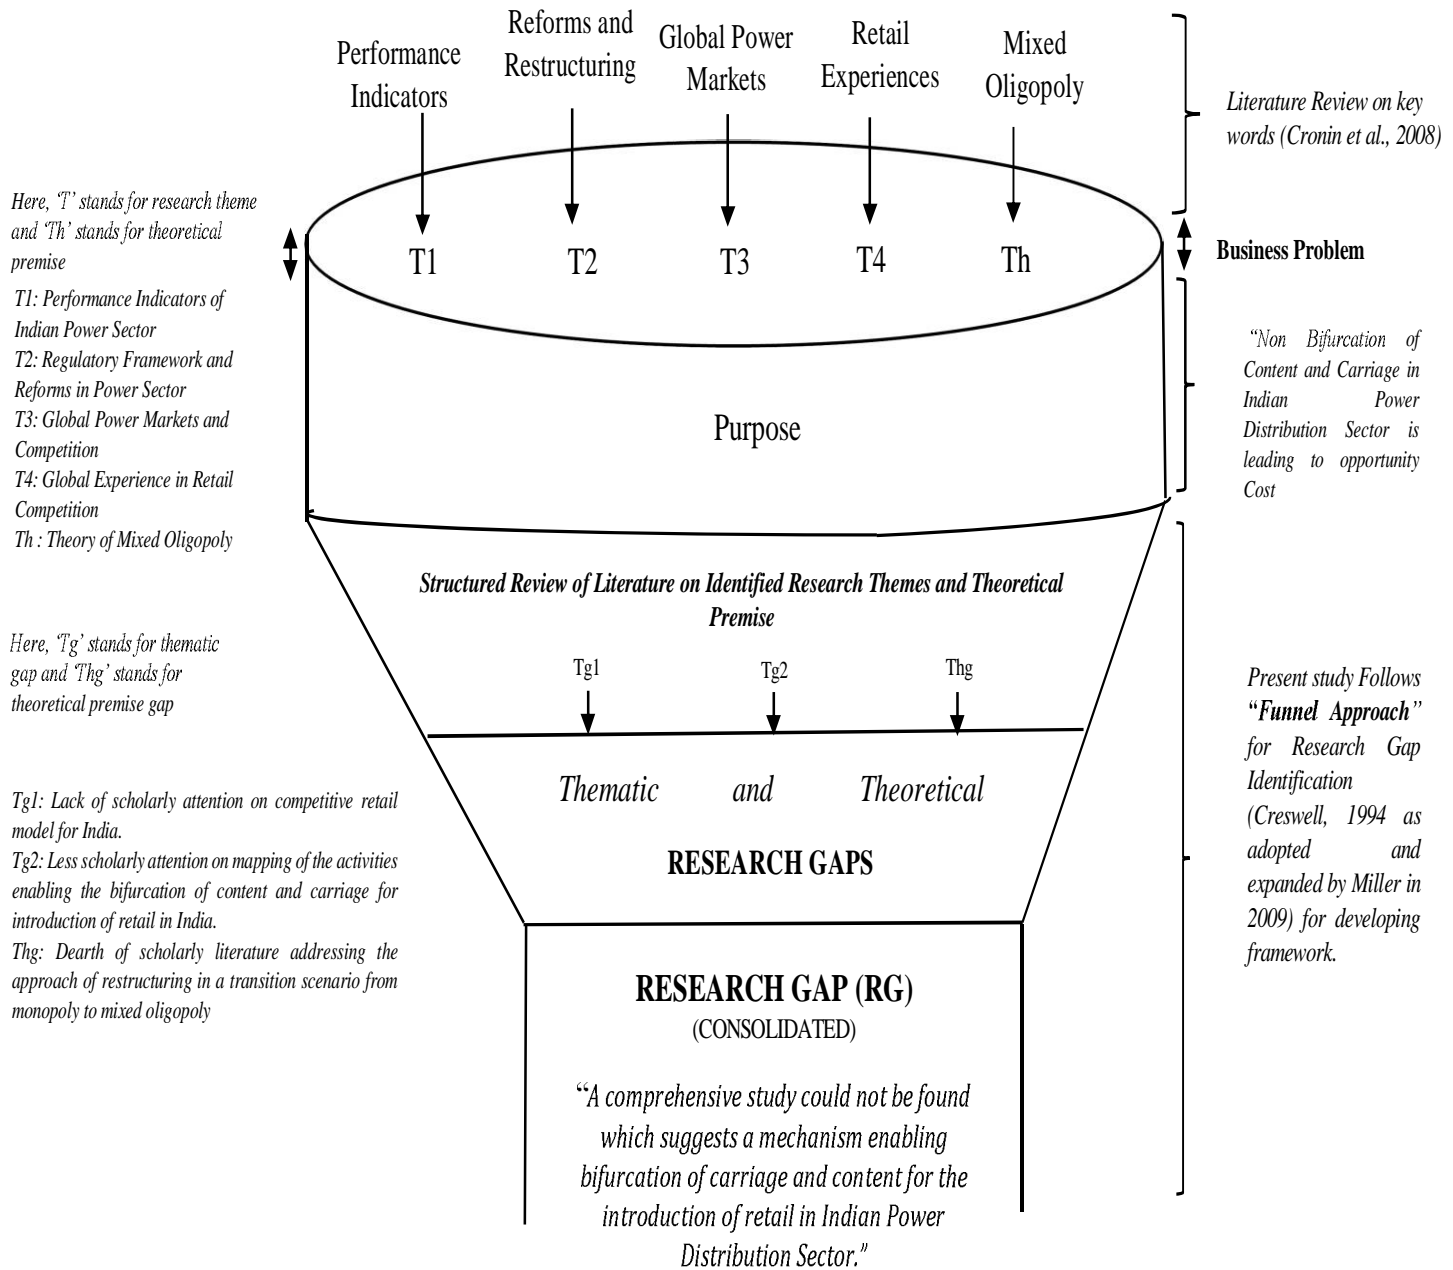 Performance
Indicators
Reforms and
Restructuring
Global Power
Markets
Retail
Experiences
Mixed
Oligopoly
Literature Review on key
words (Cronin et al., 2008)
Here, ‘T’ stands for research theme
and ‘Th’ stands for theoretical
premise
T1: Performance Indicators of
Indian Power Sector
T2: Regulatory Framework and
Reforms in Power Sector
T3: Global Power Markets and
Competition
T4: Global Experience in Retail
Competition
Th : Theory of Mixed Oligopoly
T1
T2
T3
T4
Th
Business Problem
“Non Bifurcation of
Content and Carriage in
Indian Power
Distribution Sector is
leading to opportunity
Cost
Purpose
Structured Review of Literature on Identified Research Themes and Theoretical
Premise
Here, ‘Tg’ stands for thematic
gap and ‘Thg’ stands for
theoretical premise gap
Tg1
Tg2
Thg
Thematic and Theoretical
RESEARCH GAPS
Tg1: Lack of scholarly attention on competitive retail
model for India.
Tg2: Less scholarly attention on mapping of the activities
enabling the bifurcation of content and carriage for
introduction of retail in India.
Thg: Dearth of scholarly literature addressing the
approach of restructuring in a transition scenario from
monopoly to mixed oligopoly
Present study Follows
“Funnel Approach”
for Research Gap
Identification
(Creswell, 1994 as
adopted and
expanded by Miller in
2009) for developing
framework.
RESEARCH GAP (RG)
(CONSOLIDATED)
“A comprehensive study could not be found
which suggests a mechanism enabling
bifurcation of carriage and content for the
introduction of retail in Indian Power
Distribution Sector.”